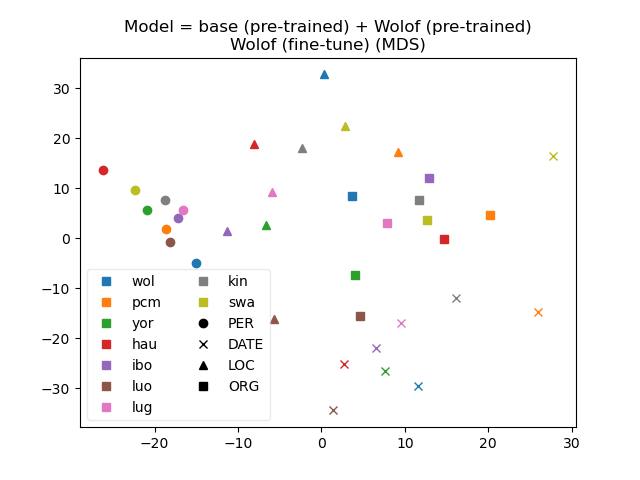 Model = base (pre-trained) + Wolof (pre-trained)
Wolof (fine-tune) (MDS)
30
20
10
0
−10
−20
−30
−20
−10
0
10
20
30
wol
pcm
yor
hau
ibo
luo
lug
kin
swa
PER
DATE
LOC
ORG